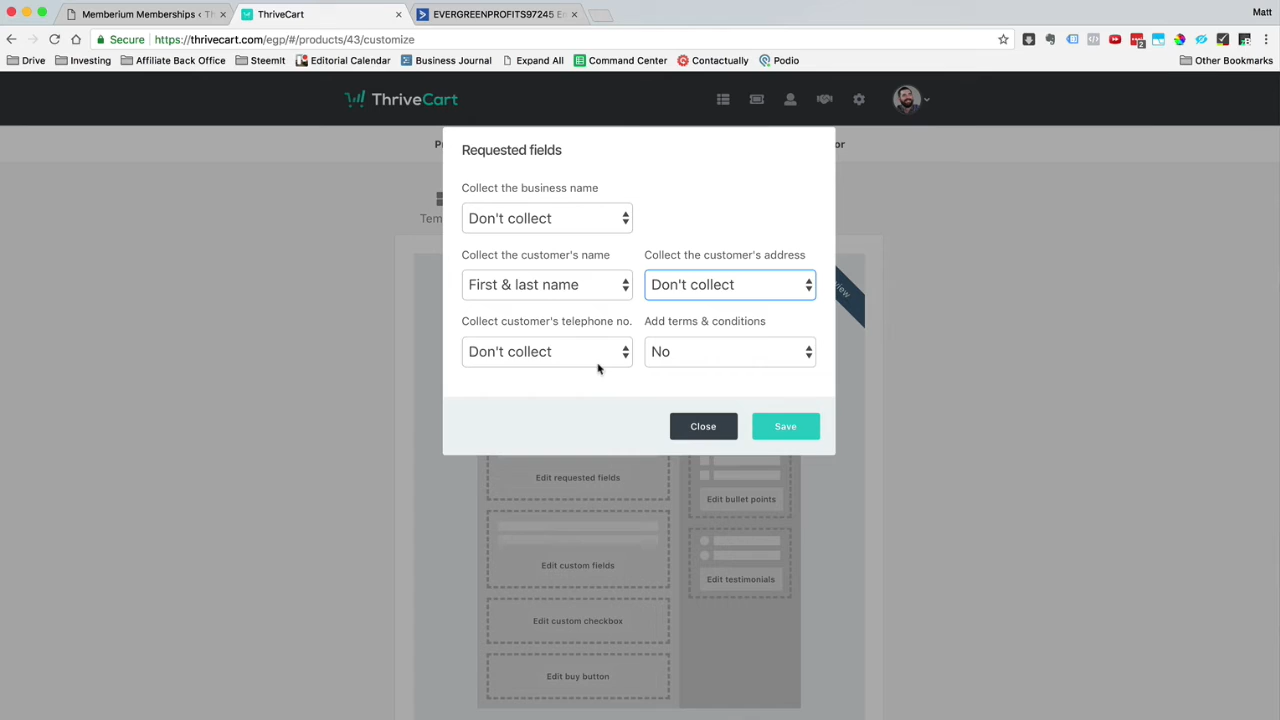 Memberium Memberships ‹ T
ThriveCart
EVERGREENPROFITS97245 E
Matt
Secure
https://thrivecart.com/egp/#/products/43/customize
Drive
Investing
Affiliate Back Office
SteemIt
Editorial Calendar
Business Journal
Expand All
Command Center
Contactually
Podio
Other Bookmarks
ThriveCart
Requested fields
Collect the business name
Don't collect
Collect the customer's name
Collect the customer's address
First & last name
Don't collect
Collect customer's telephone no.
Add terms & conditions
Don't collect
No
Close
Save
Edit requested fields
Edit bullet points
Edit custom fields
Edit testimonials
Edit custom checkbox
Edit buy button